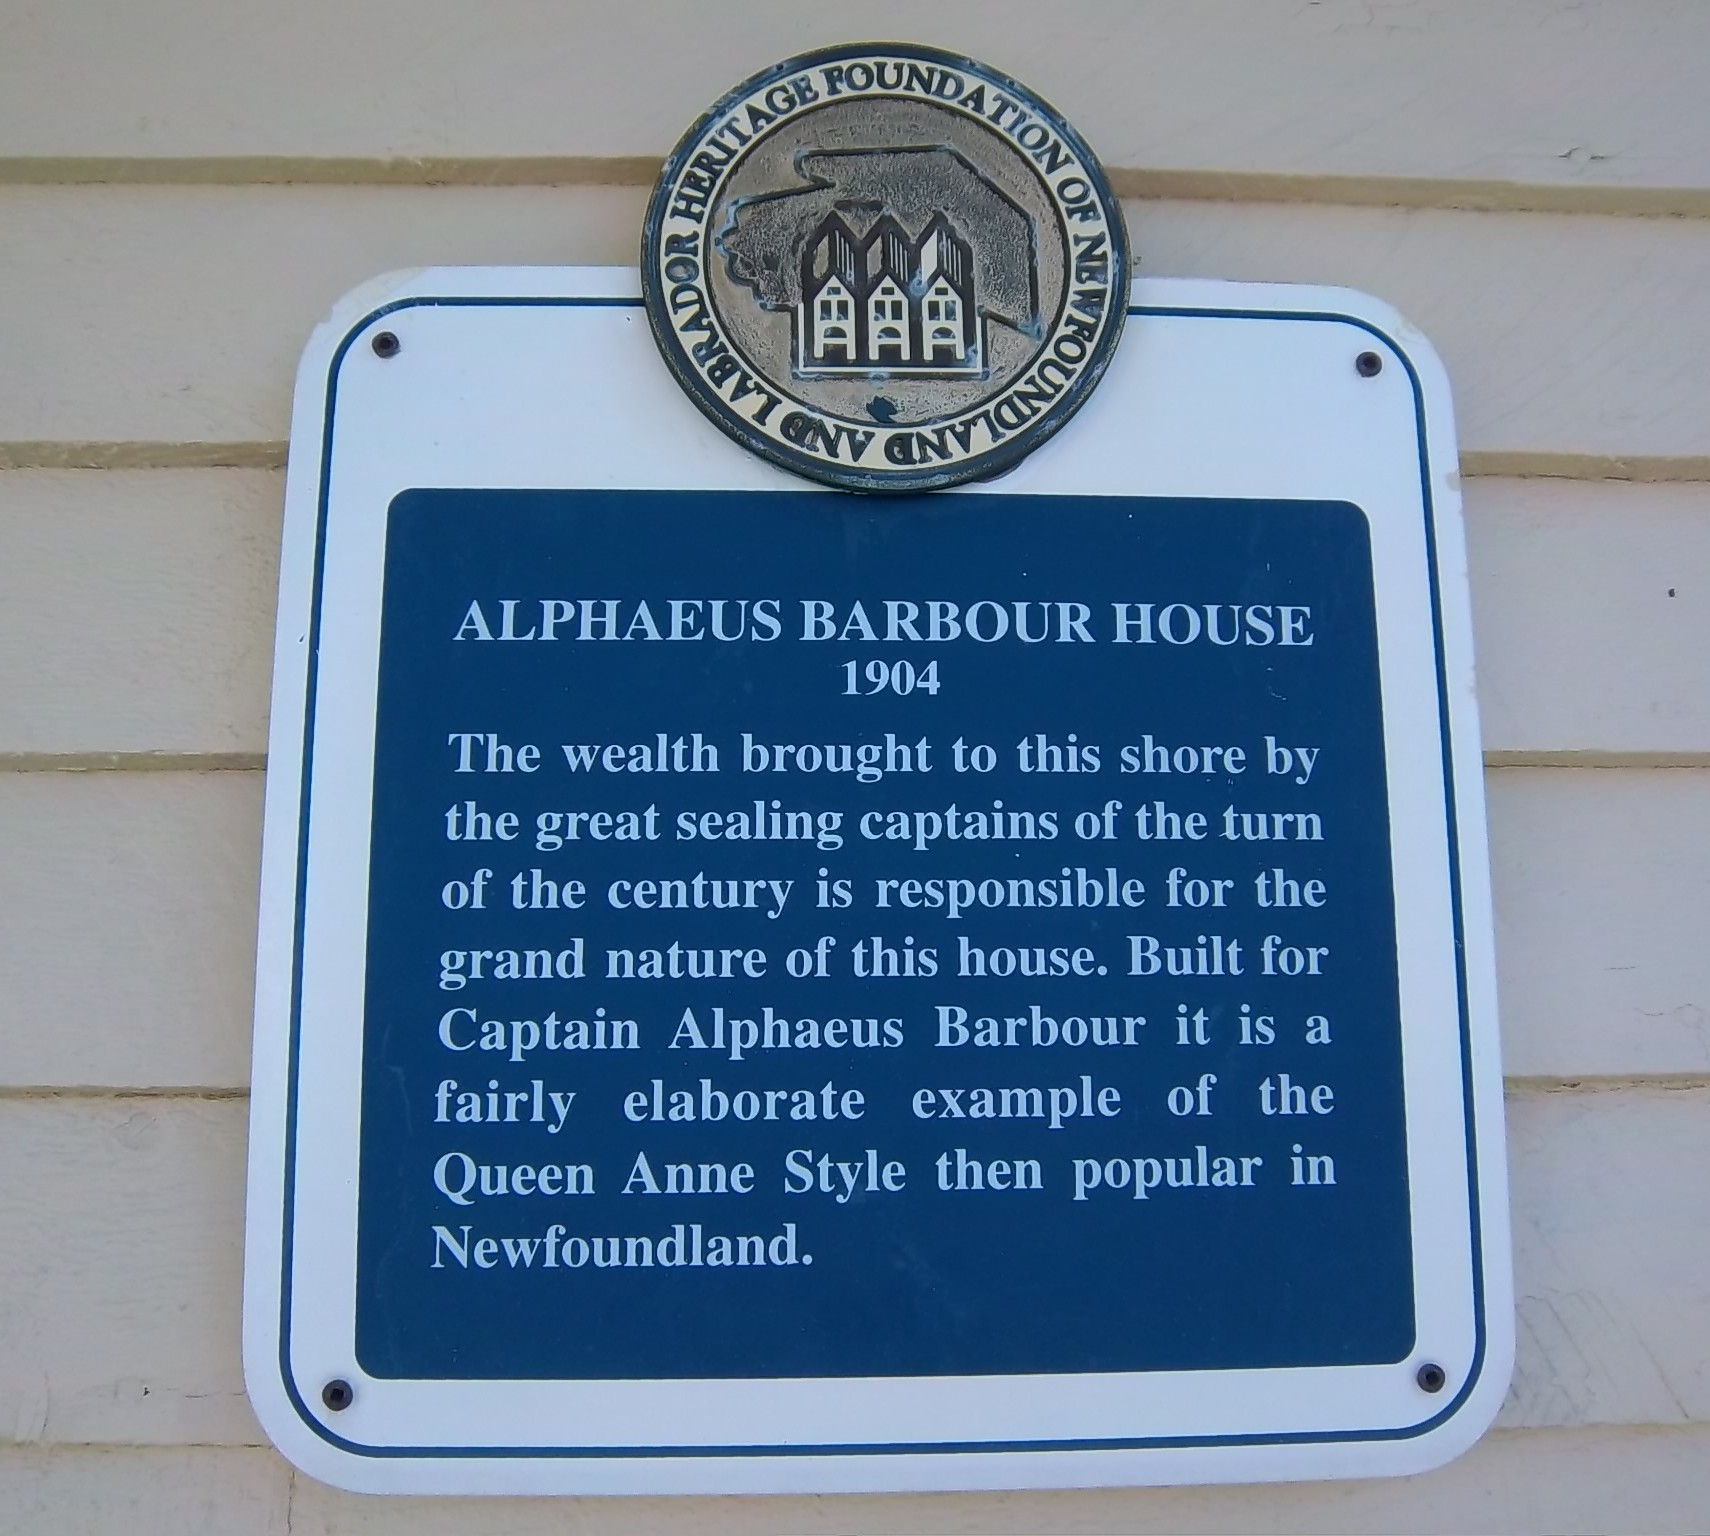 HERITAGE FOUNDATION OF NEWFOUNDLAND AND LABRADOR
ALPHAEUS BARBOUR HOUSE
1904
The wealth brought to this shore by
the great sealing captains of the turn
of the century is responsible for the
grand nature of this house. Built for
Captain Alphaeus Barbour it is a
fairly elaborate example of the
Queen Anne Style then popular in
Newfoundland.